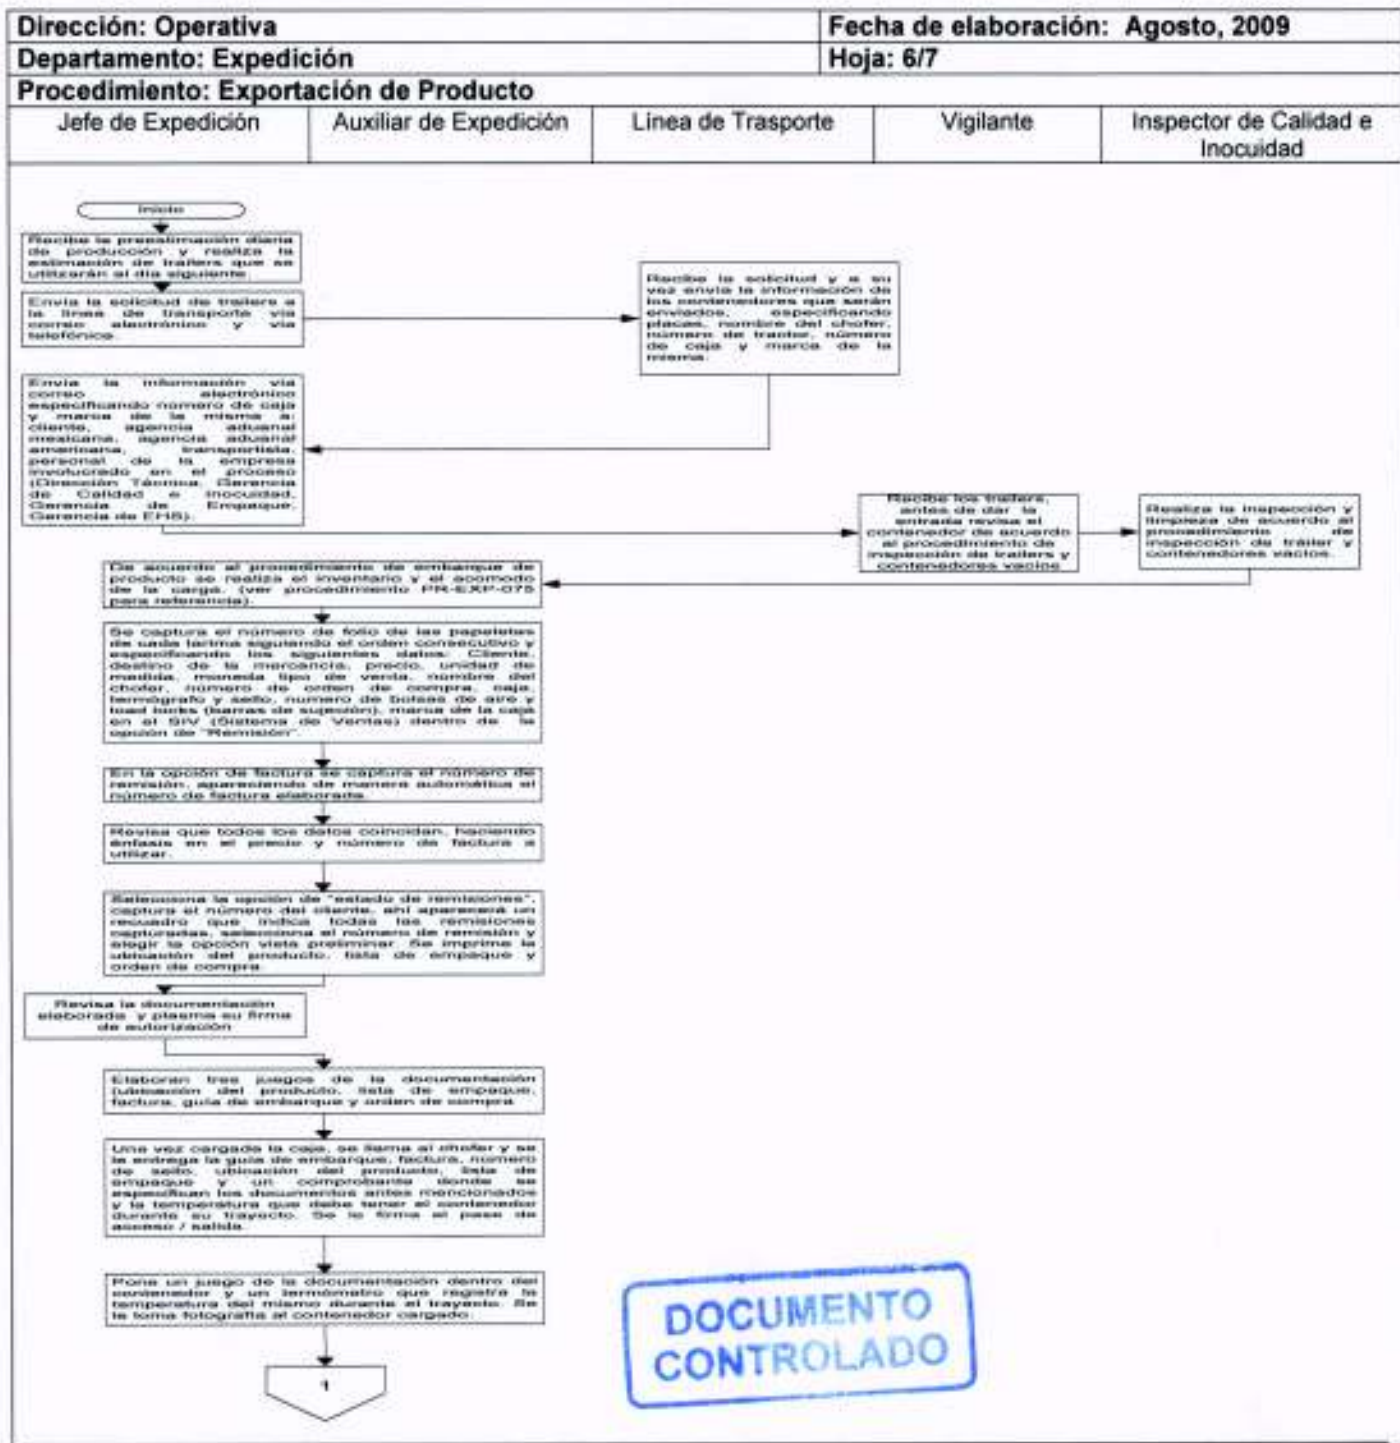 Dirección: Operativa
Fecha de elaboración: Agosto, 2009
Departamento: Expedición
Hoja: 6/7
Procedimiento: Exportación de Producto
Jefe de Expedición
Auxiliar de Expedición
Linea de Trasporte
Vigilante
Inspector de Calidad e
Inocuidad
Inicio
Recibe la preestimación diaria
de producción y realiza la
estimación de trailers que se
utilizarán al día siguiente.
Envía la solicitud de trailers a
la línea de transporte vía
correo electrónico y vía
telefónica.
Recibe la solicitud y a su
vez envía la información de
los contenedores que serán
enviados, especificando
placas, nombre del chofer,
número de tractor, número
de caja y marca de la
misma.
Envía la información vía
correo electrónico
especificando número de caja
y marca de la misma a:
cliente, agencia aduanal
mexicana, agencia aduanal
americana, transportista,
personal de la empresa
involucrado en el proceso
(Dirección Técnica, Gerencia
de Calidad e Inocuidad,
Gerencia de Empaque,
Gerencia de EHS).
Recibe los trailers,
antes de dar la
entrada revisa el
contenedor de acuerdo
al procedimiento de
inspección de trailers y
contenedores vacíos
Realiza la inspección y
limpieza de acuerdo al
procedimiento de
inspección de tráiler y
contenedores vacíos.
De acuerdo al procedimiento de embarque de
producto se realiza el inventario y el acomodo
de la carga. (ver procedimiento PR-EXP-075
para referencia).
Se captura el número de folio de las papeletas
de cada tarima siguiendo el orden consecutivo y
especificando los siguientes datos: Cliente,
destino de la mercancía, precio, unidad de
medida, moneda tipo de venta, nombre del
chofer, número de orden de compra, caja,
termógrafo y sello, numero de bolsas de aire y
load locks (barras de sujeción), marca de la caja
en el SIV (Sistema de Ventas) dentro de la
opción de "Remisión".
En la opción de factura se captura el número de
remisión, apareciendo de manera automática el
número de factura elaborada.
Revisa que todos los datos coincidan, haciendo
énfasis en el precio y número de factura a
utilizar.
Selecciona la opción de "estado de remisiones",
captura el número del cliente, ahí aparecerá un
recuadro que indica todas las remisiones
capturadas, selecciona el número de remisión y
elegir la opción vista preliminar. Se imprime la
ubicación del producto, lista de empaque y
orden de compra.
Revisa la documentación
elaborada y plasma su firma
de autorización
Elaboran tres juegos de la documentación
(ubicación del producto, lista de empaque,
factura, guía de embarque y orden de compra
Una vez cargada la caja, se llama al chofer y se
le entrega la guía de embarque, factura, número
de sello, ubicación del producto, lista de
empaque y un comprobante donde se
especifican los documentos antes mencionados
y la temperatura que debe tener el contenedor
durante su trayecto. Se le firma el pase de
acceso / salida.
Pone un juego de la documentación dentro del
contenedor y un termómetro que registra la
temperatura del mismo durante el trayecto. Se
le toma fotografía al contenedor cargado.
1
DOCUMENTO
CONTROLADO